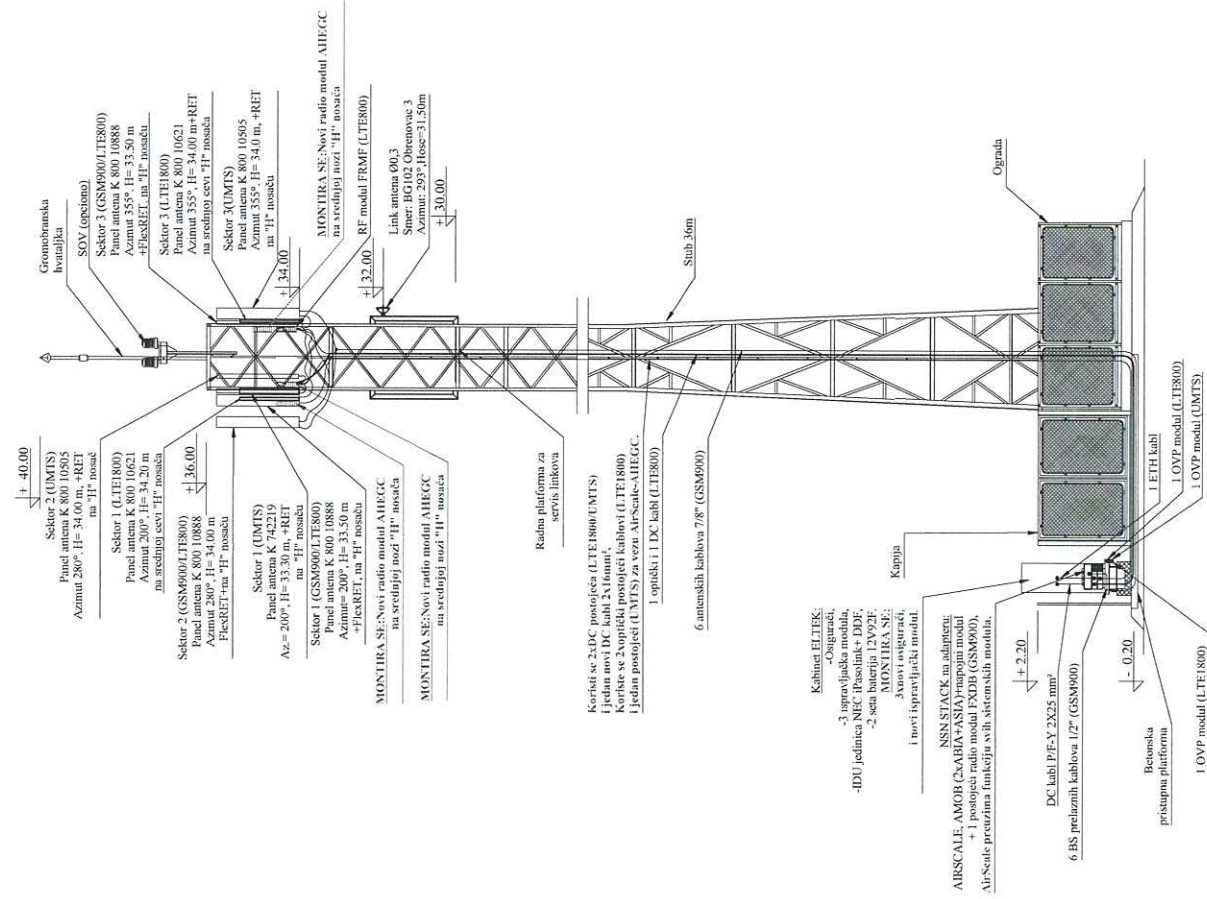 Gromobranska
hvataljka
SOV (opciono)
Sektor 3 (GSM900/LTE800)
Panel antena K 800 10888
Azimut 355°, H= 33.50 m
+FlexRET, na "H" nosaču
Sektor 3 (LTE1800)
Panel antena K 800 10621
Azimut 355°, H= 34.00 m+RET
na srednjoj cevi "H" nosača
Sektor 3(UMTS)
Panel antena K 800 10505
Azimut 355°, H= 34.0 m, +RET
na "H" nosaču
MONTIRA SE:Novi radio modul AHEGC
na srednjoj nozi "H" nosača
+ 34.00
RF modul FRMF (LTE800)
+ 32.00
Link antena Ø0,3
Smer: BG102 Obrenovac 3
Azimut: 293°,Hosc=31.50m
+ 30.00
+ 40.00
Sektor 2 (UMTS)
Panel antena K 800 10505
Azimut 280°, H= 34.00 m, +RET
na "H" nosač
Sektor 1 (LTE1800)
Panel antena K 800 10621
Azimut 200°, H= 34.20 m
na srednjoj cevi "H" nosača
+ 36.00
Sektor 2 (GSM900/LTE800)
Panel antena K 800 10888
Azimut 280°, H= 34.00 m
FlexRET+na "H" nosaču
Sektor 1 (UMTS)
Panel antena K 742219
Az.= 200°, H= 33.30 m, +RET
na "H" nosaču
Sektor 1 (GSM900/LTE800)
Panel antena K 800 10888
Azimut= 200°, H= 33.50 m
+FlexRET, na "H" nosaču
MONTIRA SE:Novi radio modul AHEGC
na srednjoj nozi "H" nosača
MONTIRA SE:Novi radio modul AHEGC
na srednjoj nozi "H" nosača
Radna platforma za
servis linkova
Stub 36m
Koristi se 2xDC postojeća (LTE1800/UMTS)
i jedan novi DC kabl 2x16mm²,
Koriste se 2xoptički postojeći kablovi (LTE1800)
i jedan postojeći (UMTS) za vezu AirScale-AHEGC.
1 optički i 1 DC kabl (LTE800)
6 antenskih kablova 7/8" (GSM900)
Ograda
Kapija
Kabinet ELTEK:
-Osigurači,
-3 ispravljačka modula,
-IDU jedinica NEC iPasolink+ DDF,
-2 seta baterija 12V92F.
MONTIRA SE:
3xnovi osigurači,
i novi ispravljački modul.
NSN STACK na adapteru:
AIRSCALE, AMOB (2xABIA+ASIA)+napojni modul
+ 1 postojeći radio modul FXDB (GSM900),
AirScale preuzima funkciju svih sistemskih modula.
+ 2.20
DC kabl P/F-Y 2X25 mm²
6 BS prelaznih kablova 1/2" (GSM900)
- 0.20
Betonska
pristupna platforma
1 OVP modul (LTE1800)
1 ETH kabl
1 OVP modul (LTE800)
1 OVP modul (UMTS)